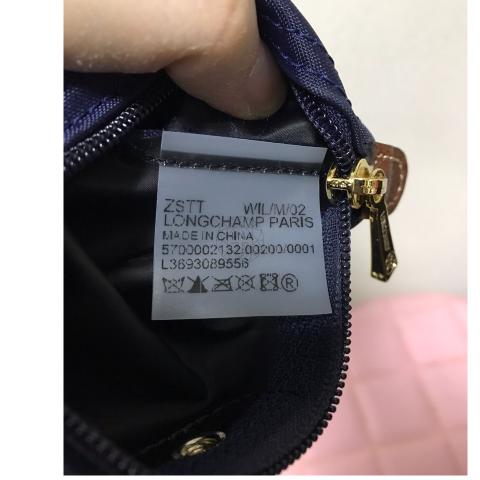 ZSTT WIL/M/02
LONGCHAMP PARIS
MADE IN CHINA
5700002132/00200/0001
L3693089556
®